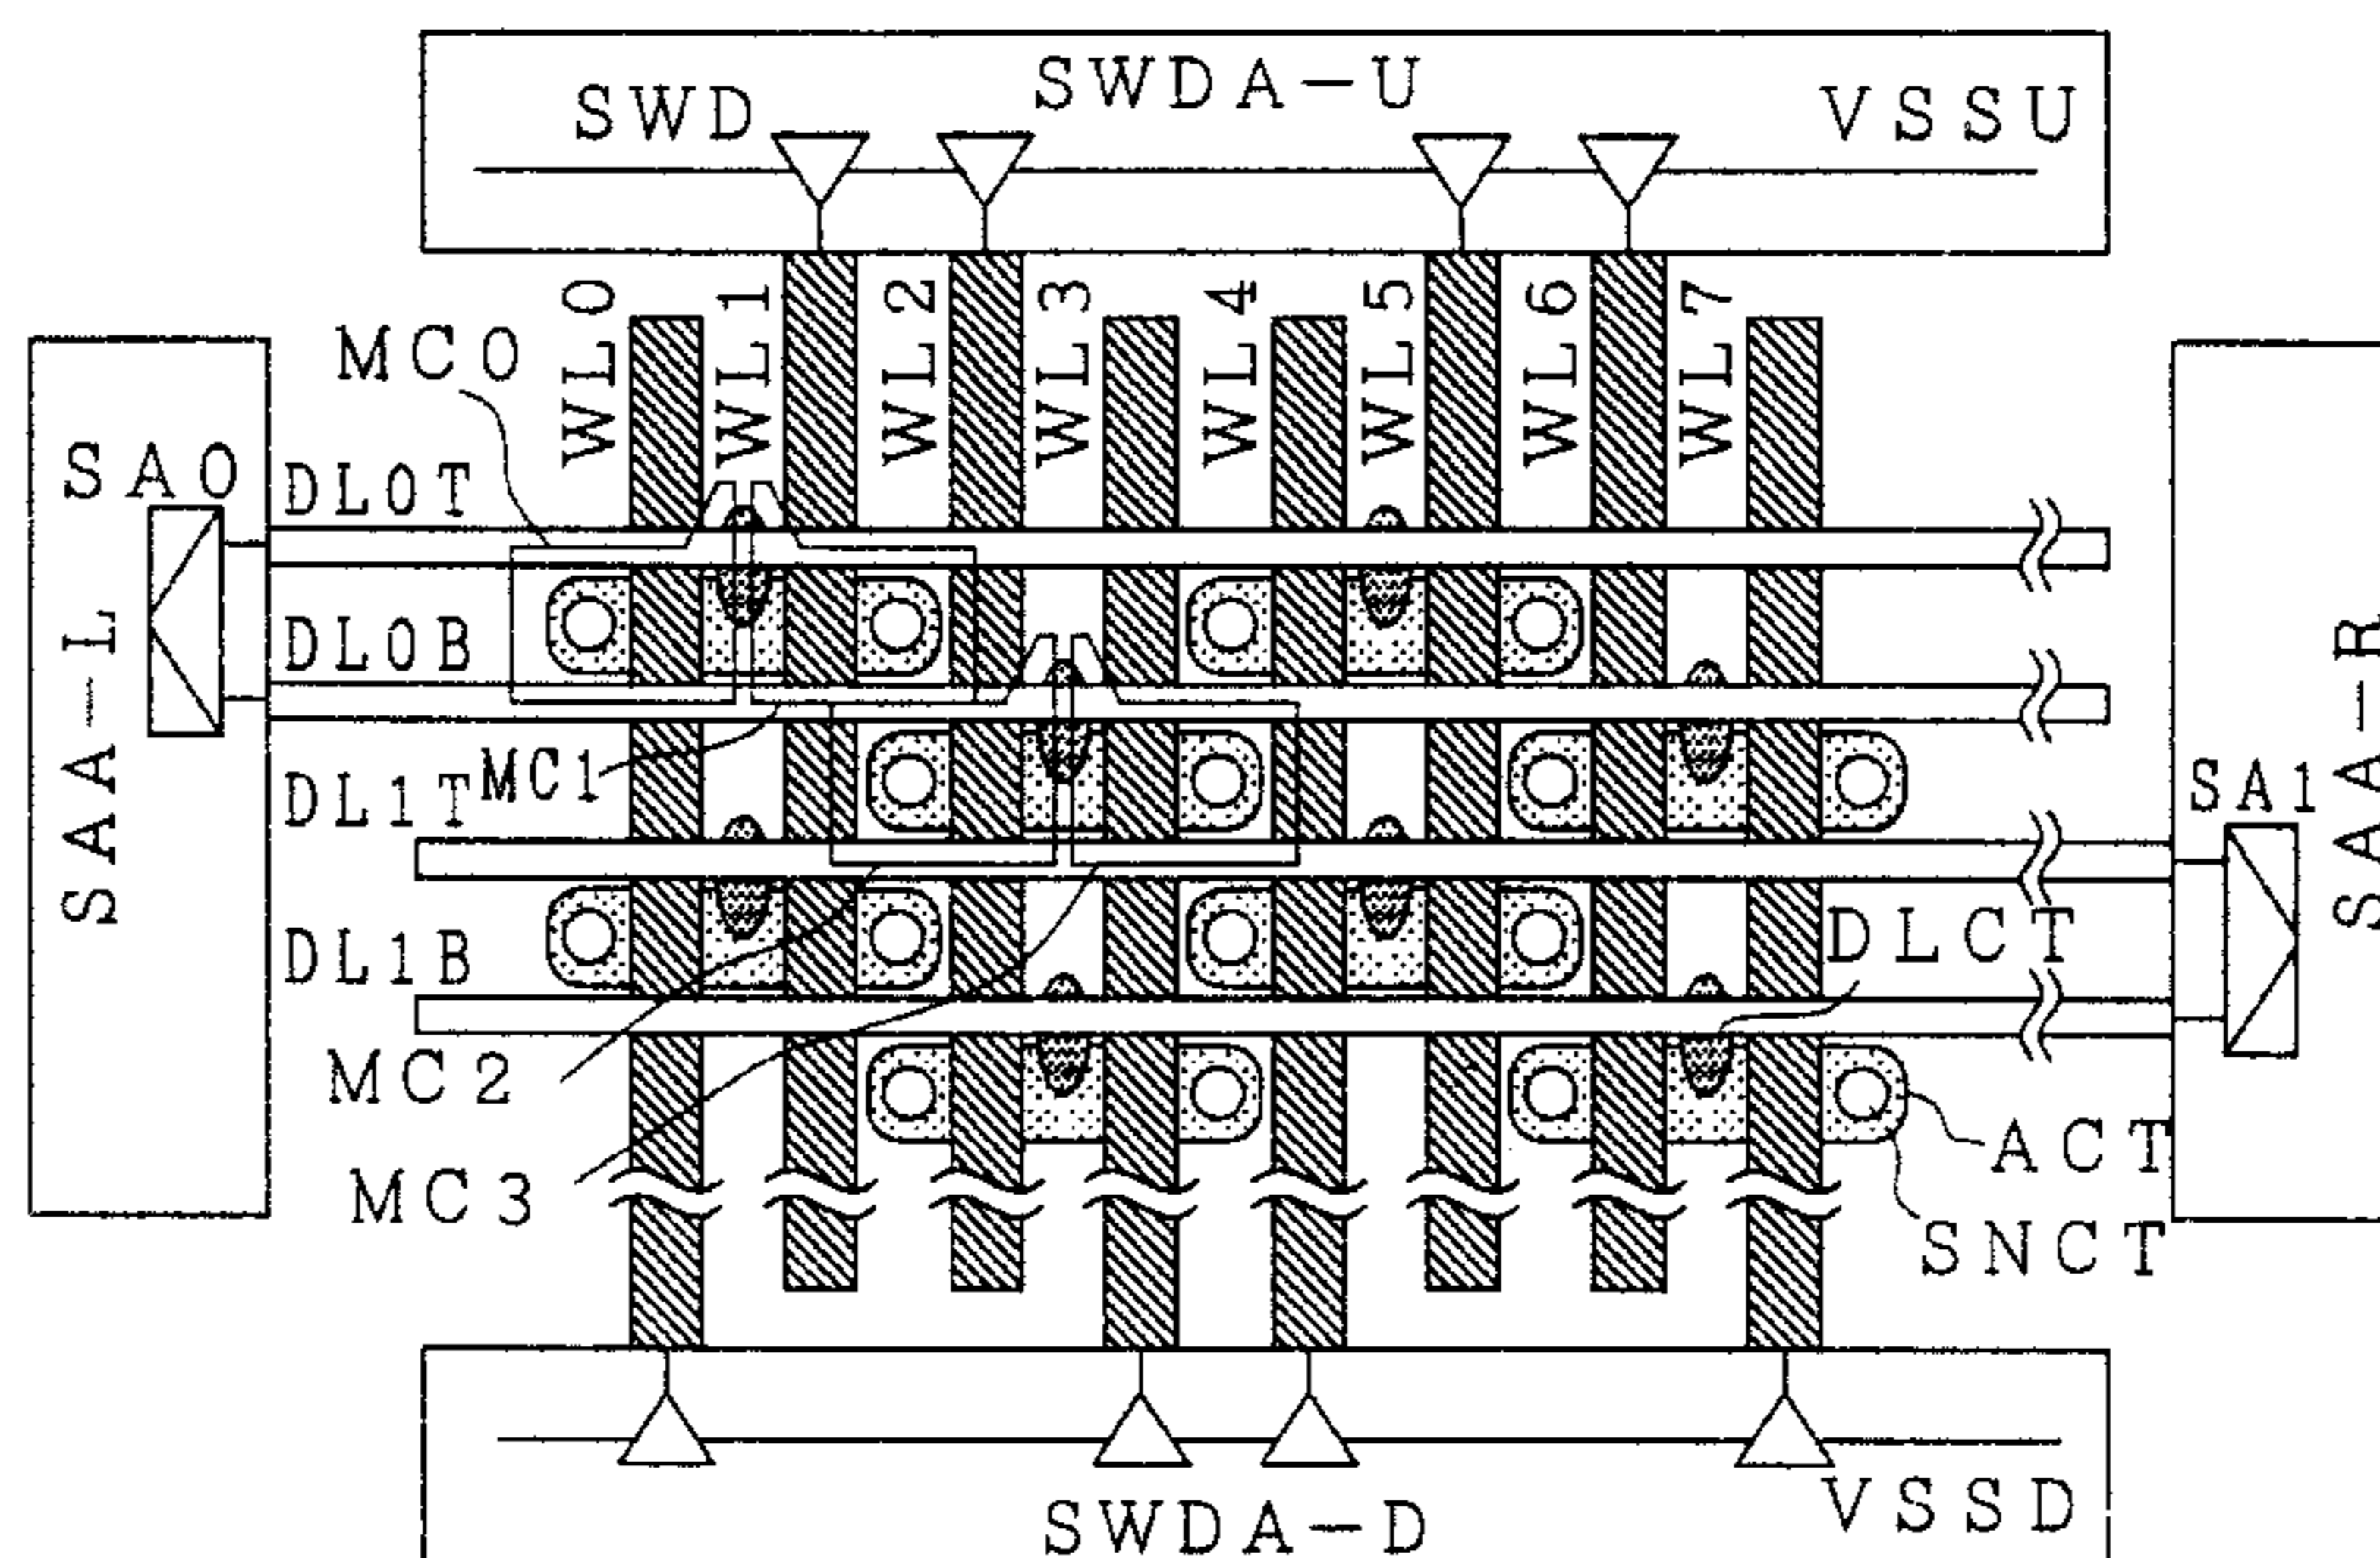 SWDA-U
SWD
VSSU
WL0
WL1
WL2
WL3
WL4
WL5
WL6
WL7
MC0
SA0
DL0T
DL0B
SAA-L
MC1
DL1T
SA1
SAA-R
DL1B
DLCT
MC2
ACT
MC3
SNCT
VSSD
SWDA-D